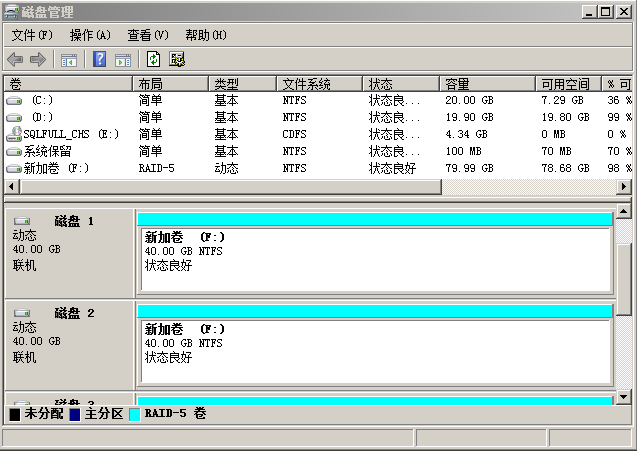 磁盘管理
文件(F) 操作(A) 查看(V) 帮助(H)
卷 布局 类型 文件系统 状态 容量 可用空间 % 可
(C:) 简单 基本 NTFS 状态良... 20.00 GB 7.29 GB 36 %
(D:) 简单 基本 NTFS 状态良... 19.90 GB 19.80 GB 99 %
SQLFULL_CHS (E:) 简单 基本 CDFS 状态良... 4.34 GB 0 MB 0 %
系统保留 简单 基本 NTFS 状态良... 100 MB 70 MB 70 %
新加卷 (F:) RAID-5 动态 NTFS 状态良好 79.99 GB 78.68 GB 98 %
磁盘 1
动态
40.00 GB
联机
新加卷 (F:)
40.00 GB NTFS
状态良好
磁盘 2
动态
40.00 GB
联机
新加卷 (F:)
40.00 GB NTFS
状态良好
磁盘 3
未分配 主分区 RAID-5 卷